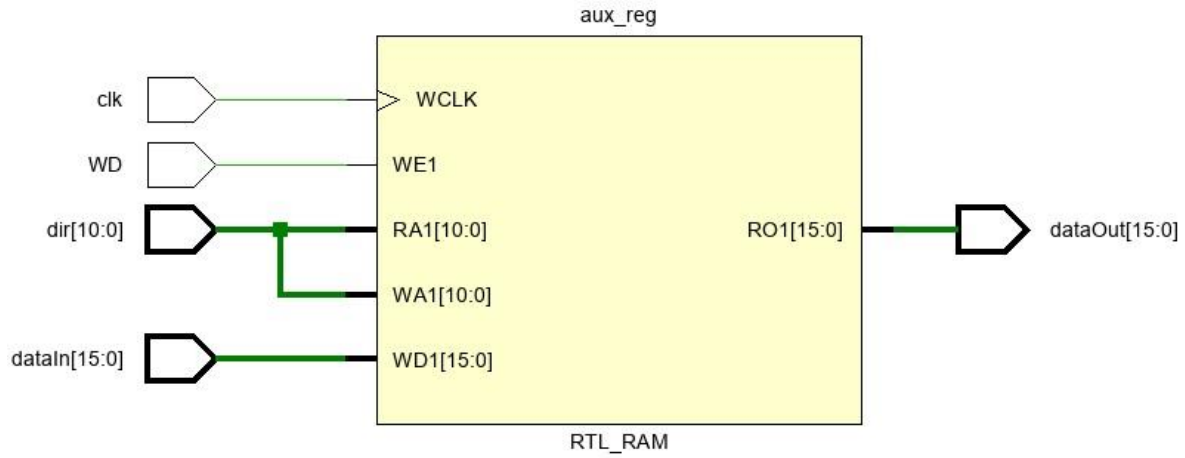 aux_reg
clk
WCLK
WD
WE1
dir[10:0]
RA1[10:0]
RO1[15:0]
dataOut[15:0]
WA1[10:0]
dataIn[15:0]
WD1[15:0]
RTL_RAM